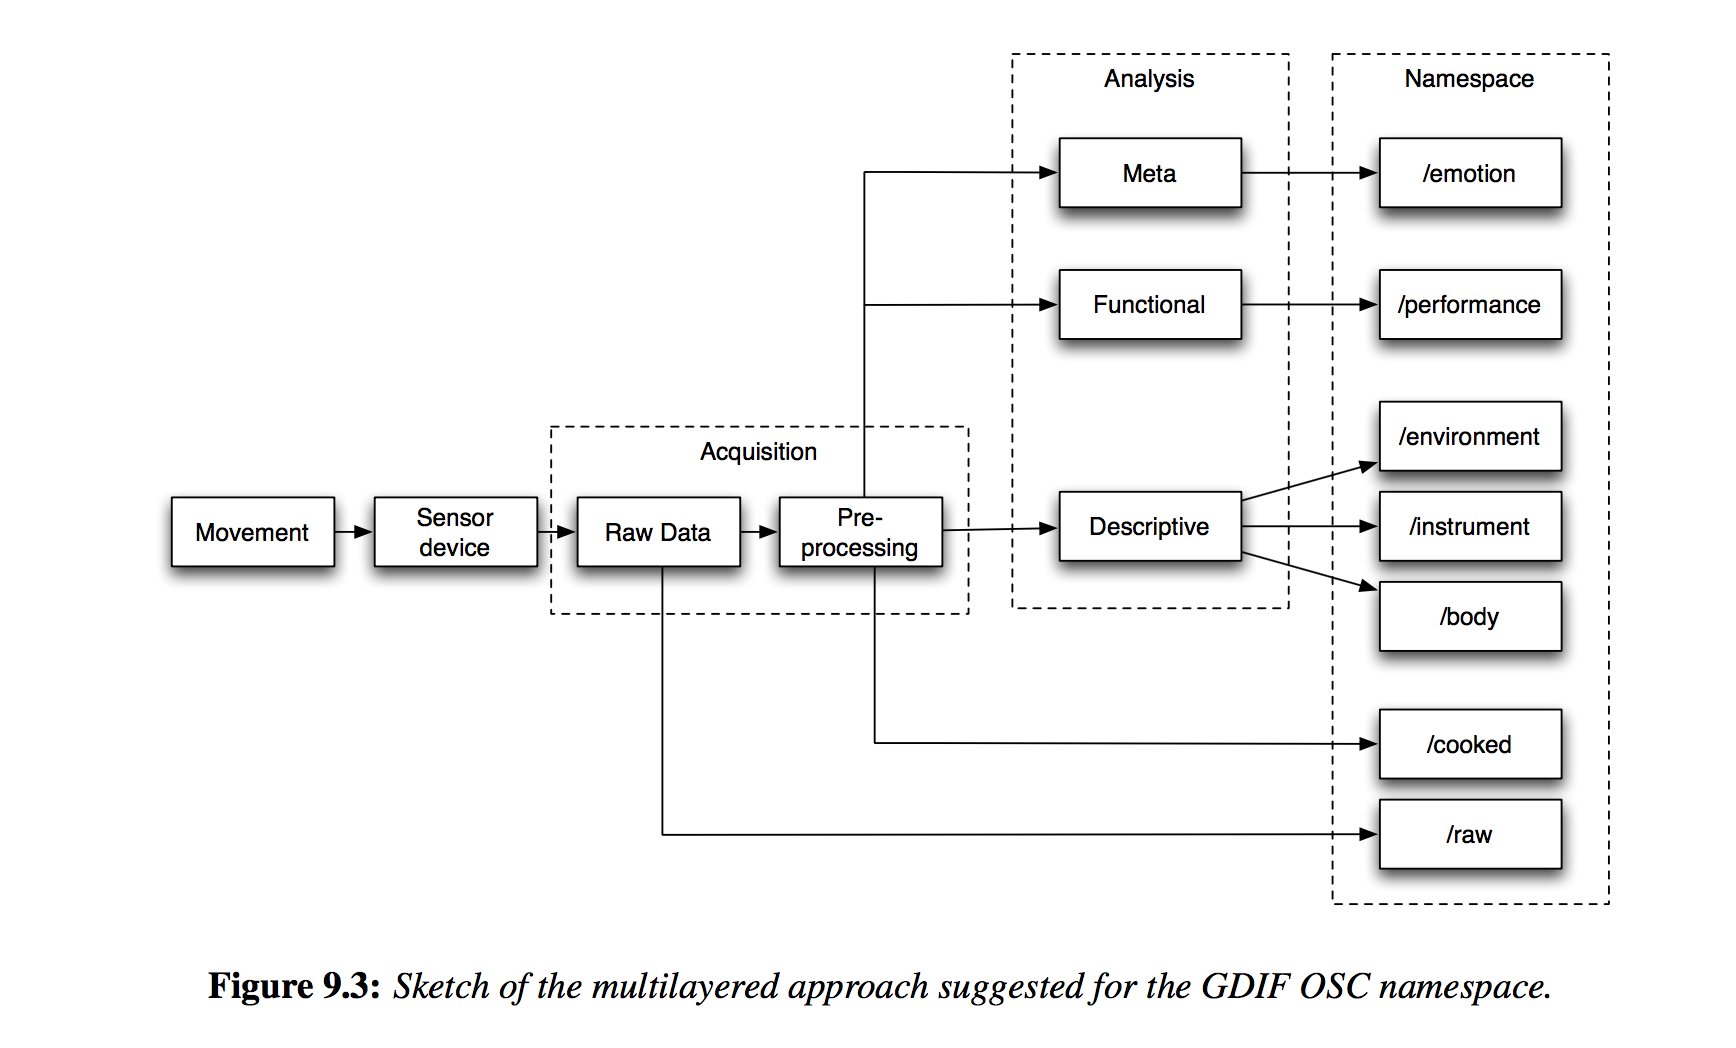 Analysis
Namespace
Meta
/emotion
Functional
/performance
/environment
Acquisition
Movement
Sensor
device
Raw Data
Pre-
processing
Descriptive
/instrument
/body
/cooked
/raw
Figure 9.3: Sketch of the multilayered approach suggested for the GDIF OSC namespace.